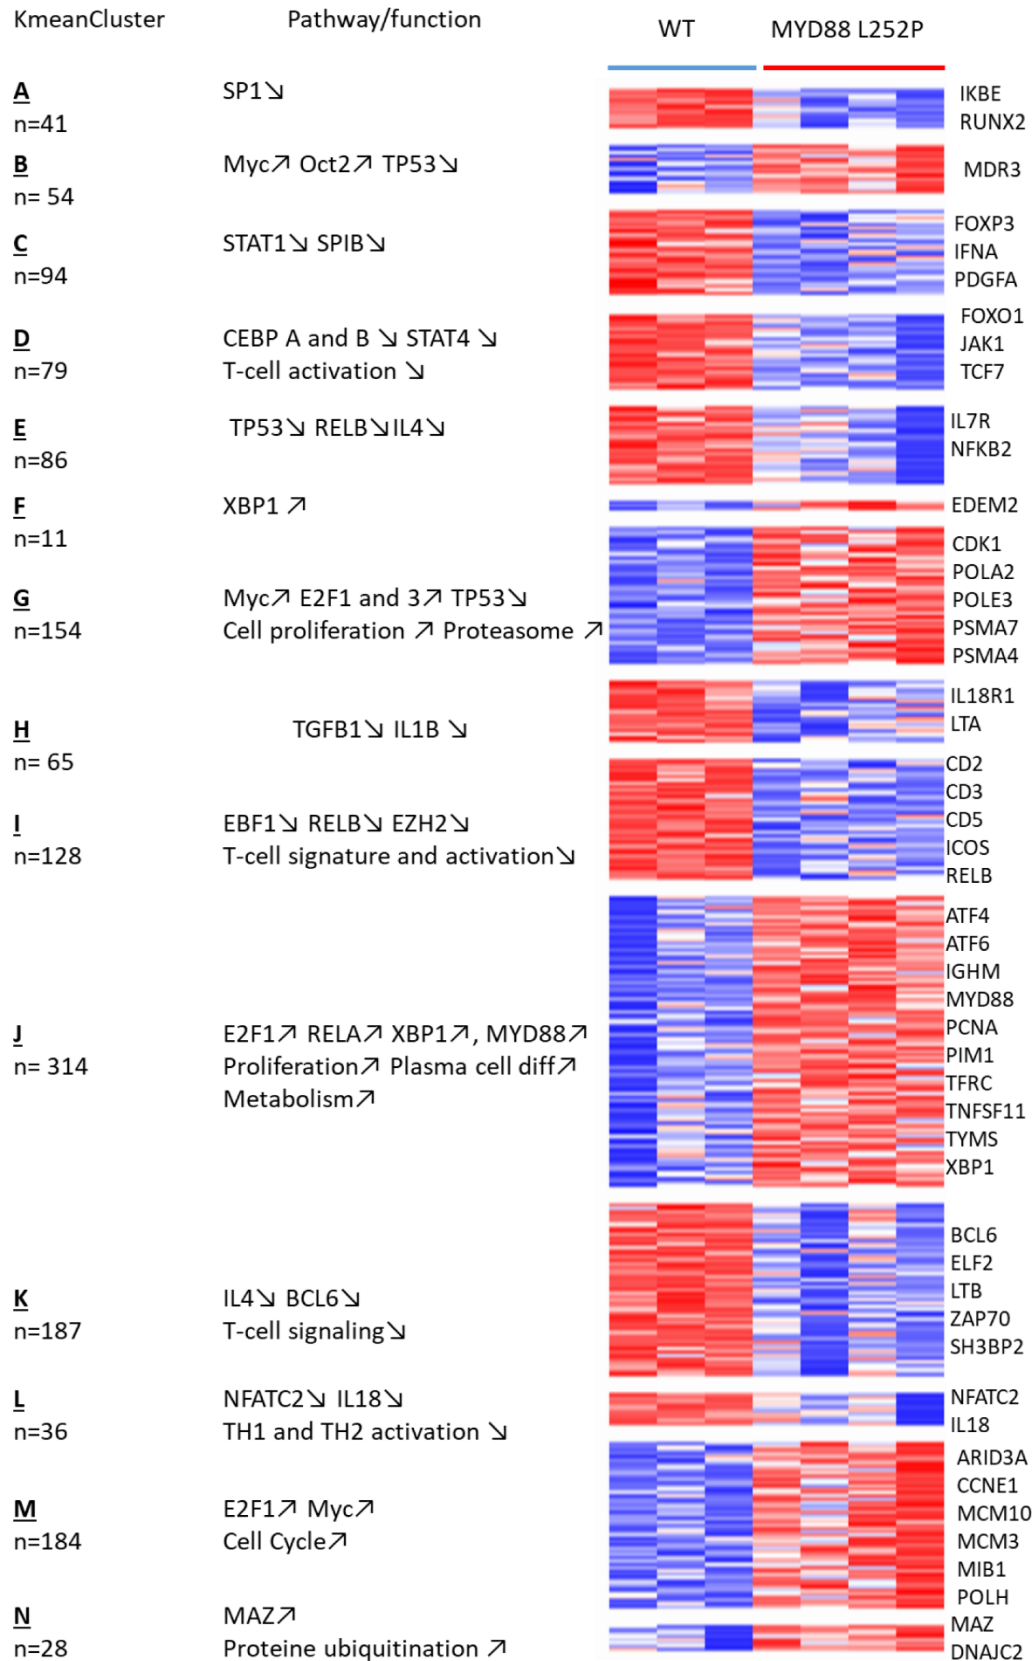 KmeanCluster Pathway/function WT MYD88 L252P
A SP1↘ IKBE
n=41 RUNX2
B Myc↗ Oct2↗ TP53↘ MDR3
n= 54
C STAT1↘ SPIB↘ FOXP3
n=94 IFNA
PDGFA
FOXO1
D CEBP A and B ↘ STAT4 ↘ JAK1
n=79 T-cell activation ↘ TCF7
E TP53↘ RELB↘IL4↘ IL7R
n=86 NFKB2
F XBP1 ↗ EDEM2
n=11 CDK1
POLA2
G Myc↗ E2F1 and 3↗ TP53↘ POLE3
n=154 Cell proliferation ↗ Proteasome ↗ PSMA7
PSMA4
IL18R1
H TGFB1↘ IL1B ↘ LTA
n= 65 CD2
CD3
I EBF1↘ RELB↘ EZH2↘ CD5
n=128 T-cell signature and activation↘ ICOS
RELB
ATF4
ATF6
IGHM
MYD88
J E2F1↗ RELA↗ XBP1↗, MYD88↗ PCNA
n= 314 Proliferation↗ Plasma cell diff↗ PIM1
Metabolism↗ TFRC
TNFSF11
TYMS
XBP1
BCL6
ELF2
K IL4↘ BCL6↘ LTB
n=187 T-cell signaling↘ ZAP70
SH3BP2
L NFATC2↘ IL18↘ NFATC2
n=36 TH1 and TH2 activation ↘ IL18
ARID3A
CCNE1
M E2F1↗ Myc↗ MCM10
n=184 Cell Cycle↗ MCM3
MIB1
POLH
N MAZ↗ MAZ
n=28 Proteine ubiquitination ↗ DNAJC2